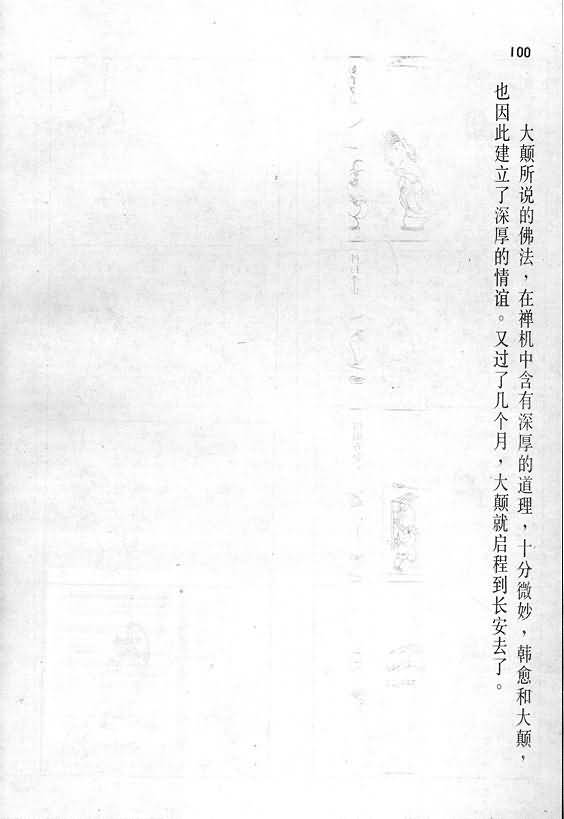 100
大颠所说的佛法，在禅机中含有深厚的道理，十分微妙，韩愈和大颠，
也因此建立了深厚的情谊。又过了几个月，大颠就启程到长安去了。